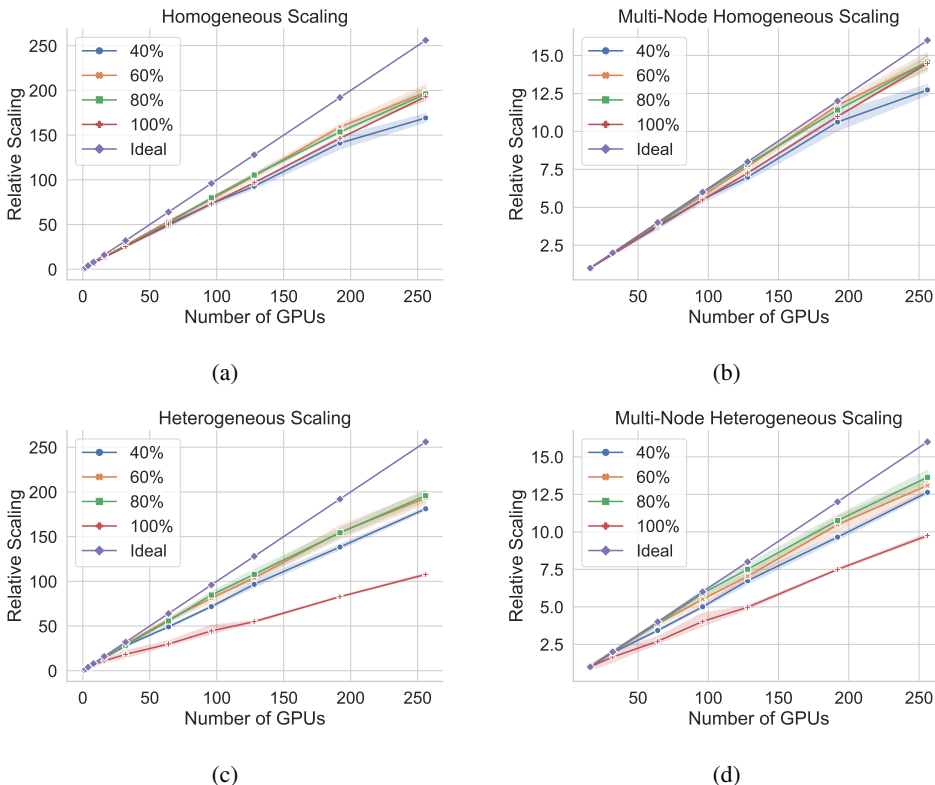 Homogeneous Scaling
Relative Scaling
250
200
150
100
50
0
40%
60%
80%
100%
Ideal
0 50 100 150 200 250
Number of GPUs
(a)
Multi-Node Homogeneous Scaling
Relative Scaling
15.0
12.5
10.0
7.5
5.0
2.5
40%
60%
80%
100%
Ideal
50 100 150 200 250
Number of GPUs
(b)
Heterogeneous Scaling
Relative Scaling
250
200
150
100
50
0
40%
60%
80%
100%
Ideal
0 50 100 150 200 250
Number of GPUs
(c)
Multi-Node Heterogeneous Scaling
Relative Scaling
15.0
12.5
10.0
7.5
5.0
2.5
40%
60%
80%
100%
Ideal
50 100 150 200 250
Number of GPUs
(d)